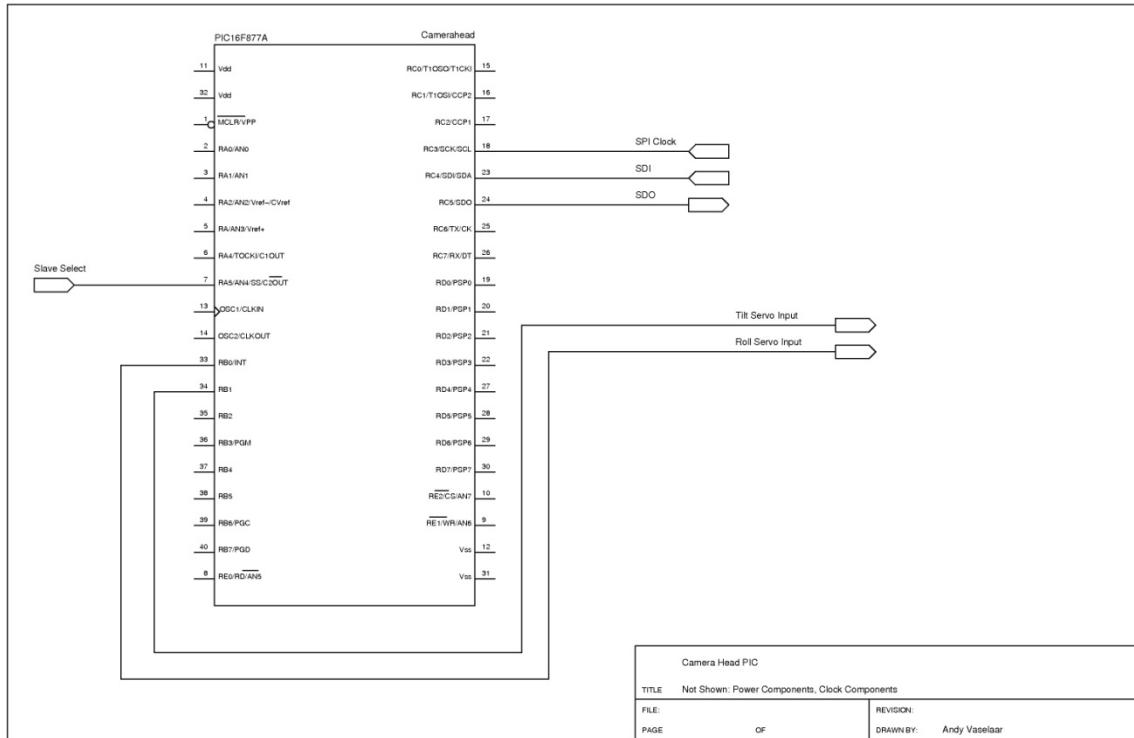 PIC16F877A Camerahead
11 Vdd
32 Vdd
1 MCLR/VPP
2 RA0/AN0
3 RA1/AN1
4 RA2/AN2/Vref-/CVref
5 RA/AN3/Vref+
6 RA4/TOCKI/C1OUT
7 RA5/AN4/SS/C2OUT
13 OSC1/CLKIN
14 OSC2/CLKOUT
33 RB0/INT
34 RB1
35 RB2
36 RB3/PGM
37 RB4
38 RB5
39 RB6/PGC
40 RB7/PGD
8 RE0/RD/AN5
RC0/T1OSO/T1CKI 15
RC1/T1OSI/CCP2 16
RC2/CCP1 17
RC3/SCK/SCL 18
RC4/SDI/SDA 23
RC5/SDO 24
RC6/TX/CK 25
RC7/RX/DT 26
RD0/PSP0 19
RD1/PSP1 20
RD2/PSP2 21
RD3/PSP3 22
RD4/PSP4 27
RD5/PSP5 28
RD6/PSP6 29
RD7/PSP7 30
RE2/CS/AN7 10
RE1/WR/AN6 9
Vss 12
Vss 31
Slave Select
SPI Clock
SDI
SDO
Tilt Servo Input
Roll Servo Input
Camera Head PIC
TITLE Not Shown: Power Components, Clock Components
FILE: REVISION:
PAGE OF DRAWN BY: Andy Vaselaar